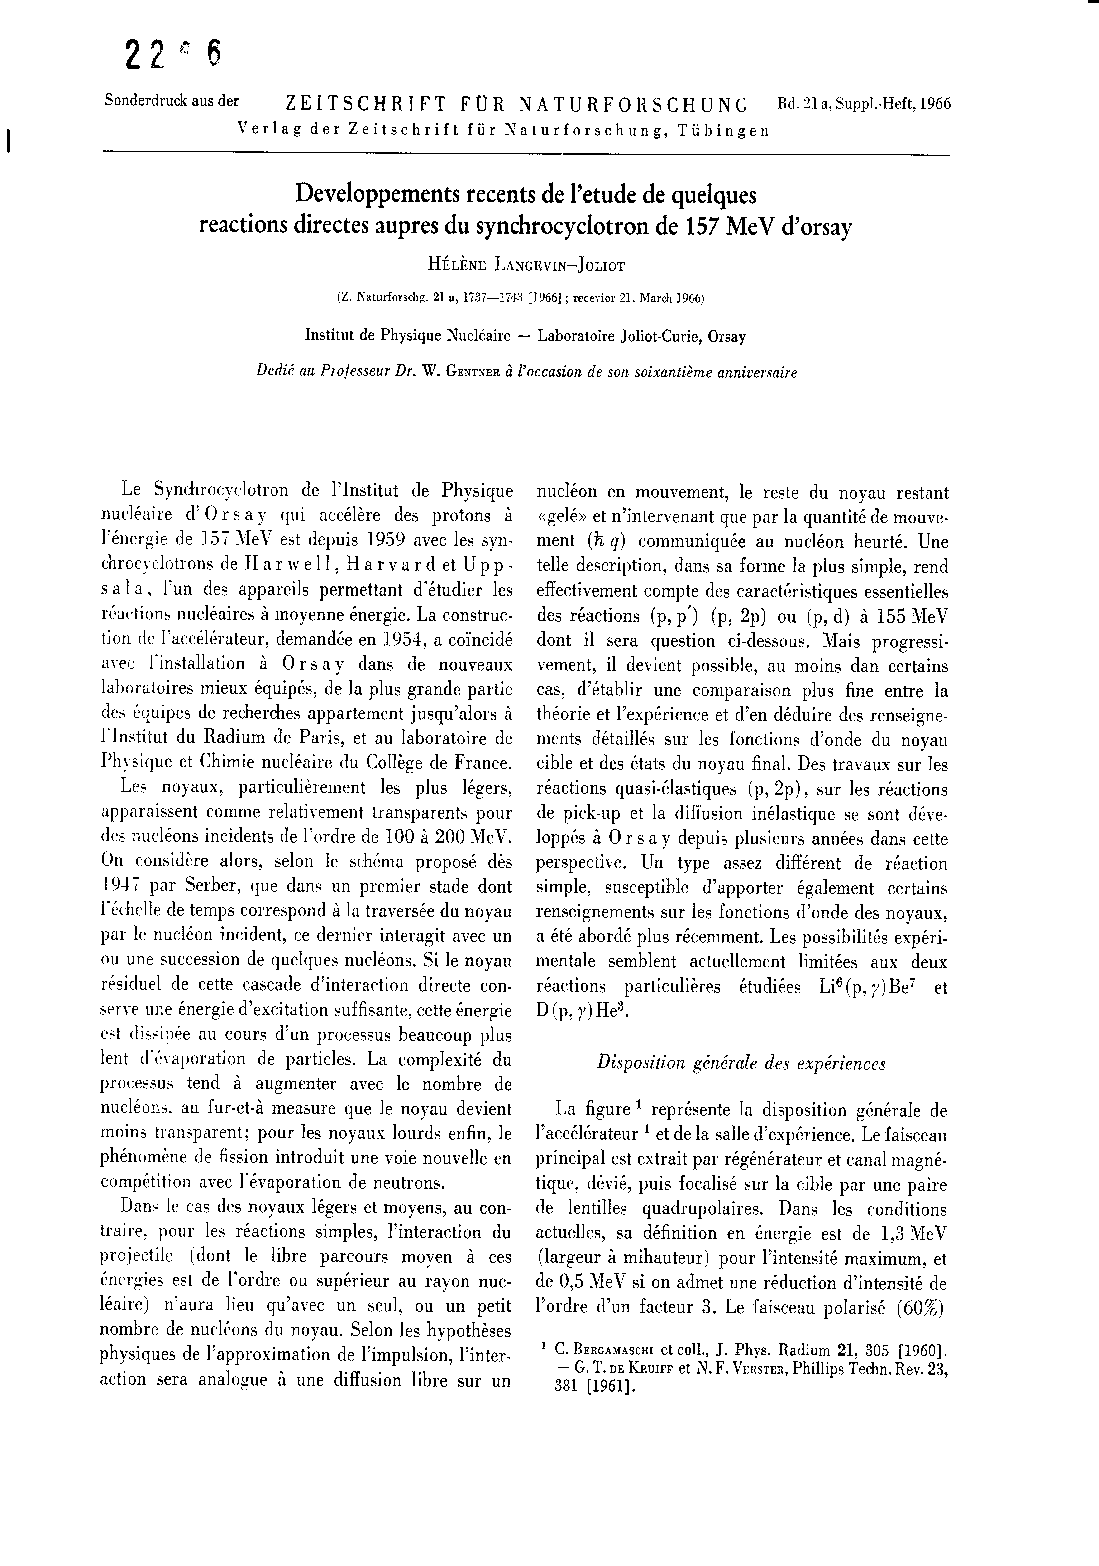 22 6
Sonderdruck aus der ZEITSCHRIFT FÜR NATURFORSCHUNG Bd. 21 a, Suppl.-Heft, 1966
Verlag der Zeitschrift für Naturforschung, Tübingen
Developpements recents de l'etude de quelques
reactions directes aupres du synchrocyclotron de 157 MeV d'orsay
HÉLÈNE LANGEVIN–JOLIOT
(Z. Naturforschg. 21 a, 1737—1743 [1966]; recevior 21. March 1966)
Institut de Physique Nucléaire — Laboratoire Joliot-Curie, Orsay
Dedié au Professeur Dr. W. GENTNER à l'occasion de son soixantième anniversaire
Le Synchrocyclotron de l'Institut de Physique
nucléaire d'Orsay qui accélère des protons à
l'énergie de 157 MeV est depuis 1959 avec les syn-
chrocyclotrons de Harwell, Harvard et Upp-
sala, l'un des appareils permettant d'étudier les
réactions nucléaires à moyenne énergie. La construc-
tion de l'accélérateur, demandée en 1954, a coïncidé
avec l'installation à Orsay dans de nouveaux
laboratoires mieux équipés, de la plus grande partie
des équipes de recherches appartement jusqu'alors à
l'Institut du Radium de Paris, et au laboratoire de
Physique et Chimie nucléaire du Collège de France.
Les noyaux, particulièrement les plus légers,
apparaissent comme relativement transparents pour
des nucléons incidents de l'ordre de 100 à 200 MeV.
On considère alors, selon le schéma proposé dès
1947 par Serber, que dans un premier stade dont
l'échelle de temps correspond à la traversée du noyau
par le nucléon incident, ce dernier interagit avec un
ou une succession de quelques nucléons. Si le noyau
résiduel de cette cascade d'interaction directe con-
serve une énergie d'excitation suffisante, cette énergie
est dissipée au cours d'un processus beaucoup plus
lent d'évaporation de particles. La complexité du
processus tend à augmenter avec le nombre de
nucléons, au fur-et-à measure que le noyau devient
moins transparent; pour les noyaux lourds enfin, le
phénomène de fission introduit une voie nouvelle en
compétition avec l'évaporation de neutrons.
Dans le cas des noyaux légers et moyens, au con-
traire, pour les réactions simples, l'interaction du
projectile (dont le libre parcours moyen à ces
énergies est de l'ordre ou supérieur au rayon nuc-
léaire) n'aura lieu qu'avec un seul, ou un petit
nombre de nucléons du noyau. Selon les hypothèses
physiques de l'approximation de l'impulsion, l'inter-
action sera analogue à une diffusion libre sur un
nucléon en mouvement, le reste du noyau restant
«gelé» et n'intervenant que par la quantité de mouve-
ment (ħ q) communiquée au nucléon heurté. Une
telle description, dans sa forme la plus simple, rend
effectivement compte des caractéristiques essentielles
des réactions (p, p′) (p, 2p) ou (p, d) à 155 MeV
dont il sera question ci-dessous. Mais progressi-
vement, il devient possible, au moins dan certains
cas, d'établir une comparaison plus fine entre la
théorie et l'expérience et d'en déduire des renseigne-
ments détaillés sur les fonctions d'onde du noyau
cible et des états du noyau final. Des travaux sur les
réactions quasi-élastiques (p, 2p), sur les réactions
de pick-up et la diffusion inélastique se sont déve-
loppés à Orsay depuis plusieurs années dans cette
perspective. Un type assez différent de réaction
simple, susceptible d'apporter également certains
renseignements sur les fonctions d'onde des noyaux,
a été abordé plus récemment. Les possibilités expéri-
mentale semblent actuellement limitées aux deux
réactions particulières étudiées Li⁶(p, γ)Be⁷ et
D(p, γ)He³.
Disposition générale des expériences
La figure ¹ représente la disposition générale de
l'accélérateur ¹ et de la salle d'expérience. Le faisceau
principal est extrait par régénérateur et canal magné-
tique, dévié, puis focalisé sur la cible par une paire
de lentilles quadrupolaires. Dans les conditions
actuelles, sa définition en énergie est de 1,3 MeV
(largeur à mihauteur) pour l'intensité maximum, et
de 0,5 MeV si on admet une réduction d'intensité de
l'ordre d'un facteur 3. Le faisceau polarisé (60%)
¹ C. BERGAMASCHI et coll., J. Phys. Radium 21, 305 [1960].
— G. T. DE KRUIFF et N. F. VERSTER, Phillips Techn. Rev. 23,
381 [1961].